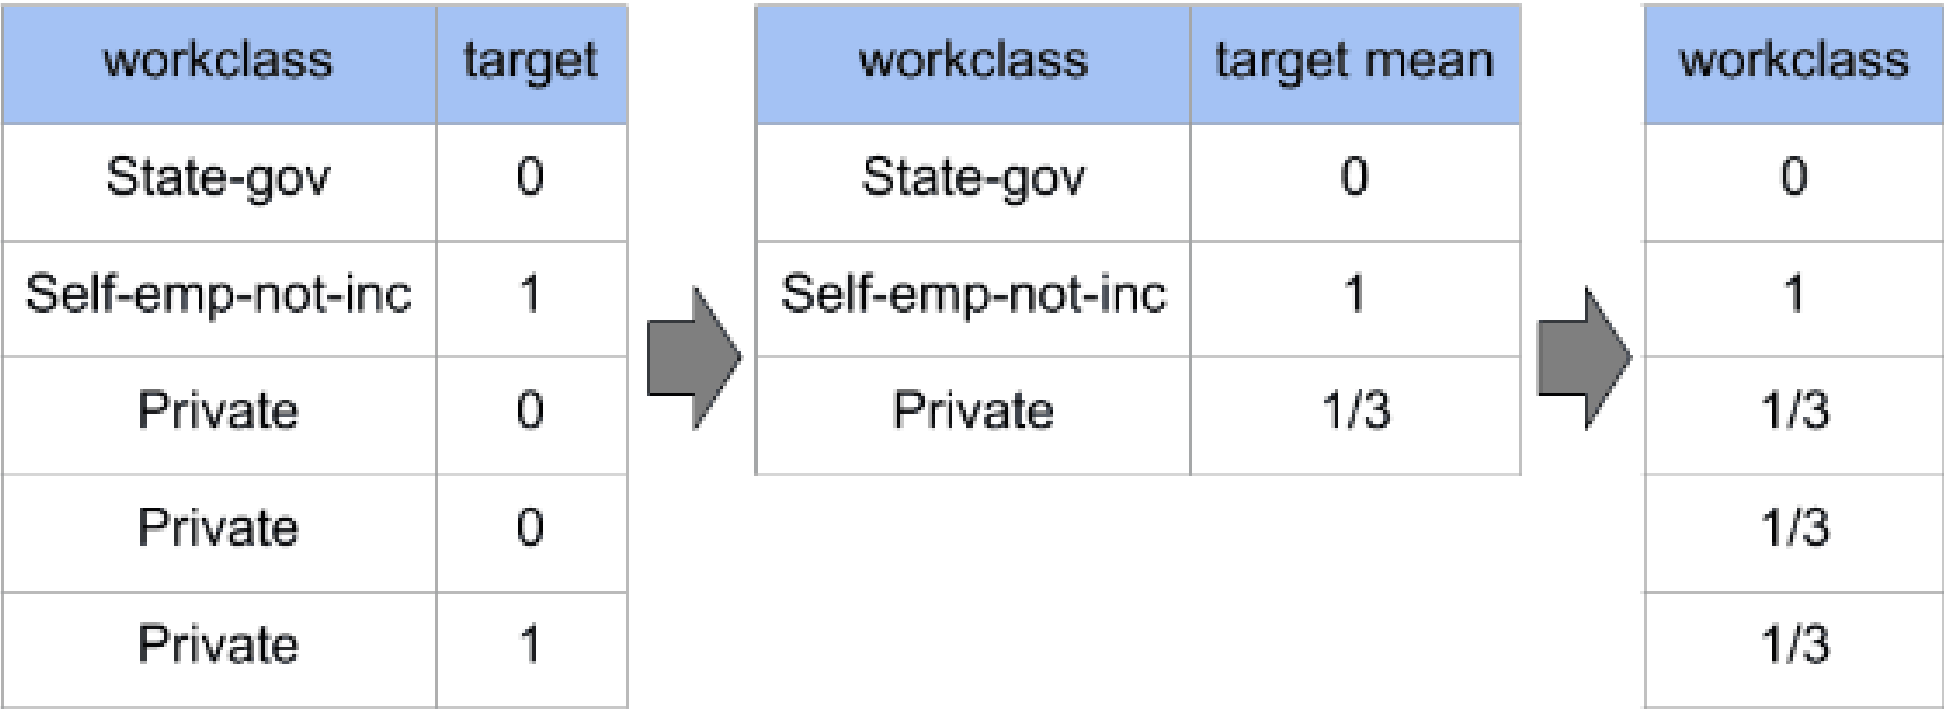 workclass target
State-gov 0
Self-emp-not-inc 1
Private 0
Private 0
Private 1
workclass target mean
State-gov 0
Self-emp-not-inc 1
Private 1/3
workclass
0
1
1/3
1/3
1/3